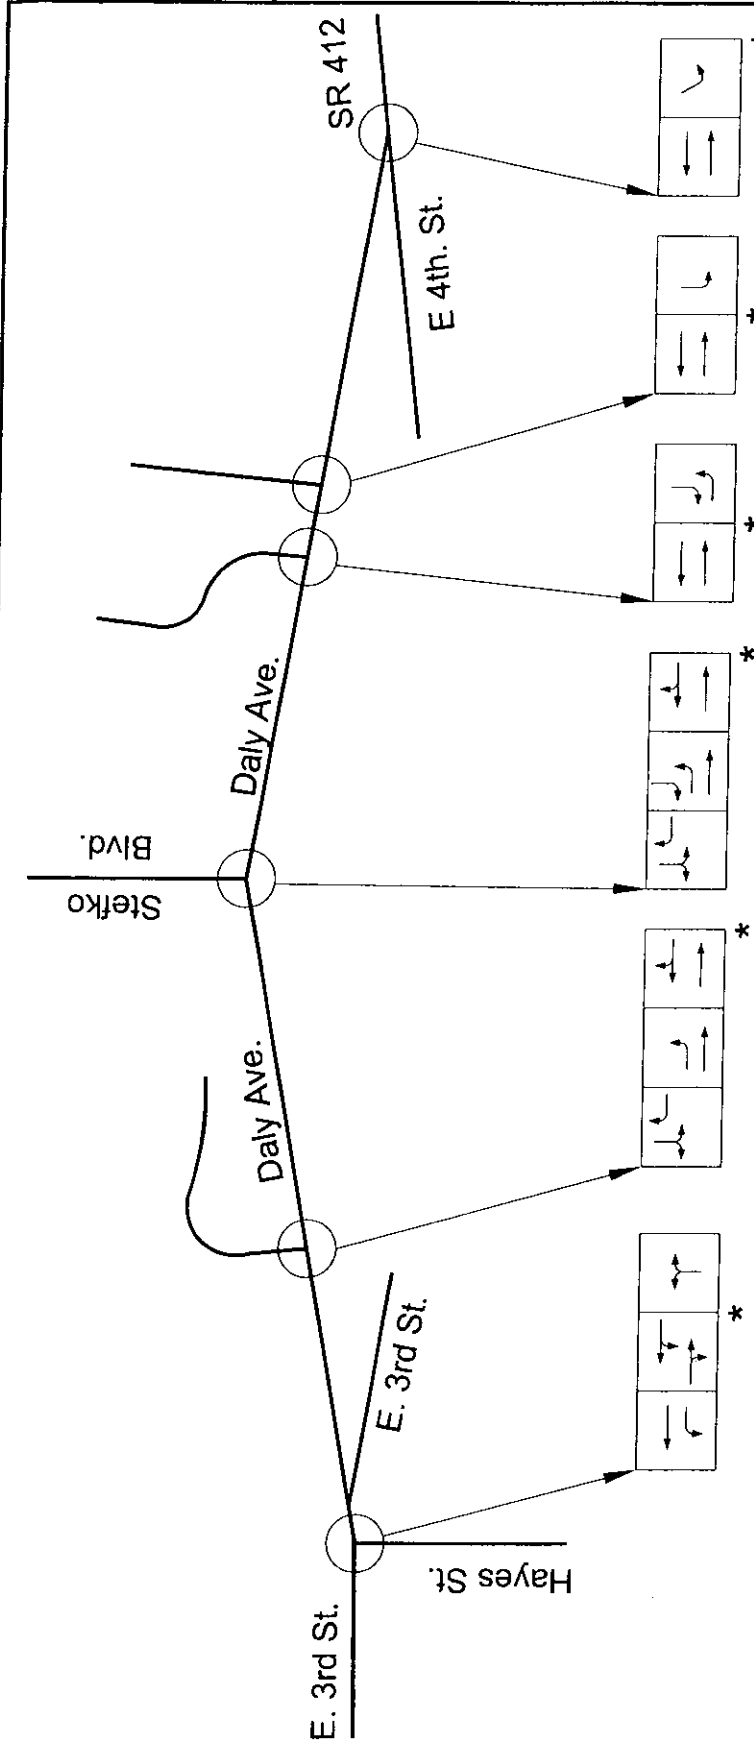 E. 3rd St.
Hayes St.
E. 3rd St.
Daly Ave.
Stefko
Blvd.
Daly Ave.
E 4th. St.
SR 412
*
*
*
*
*